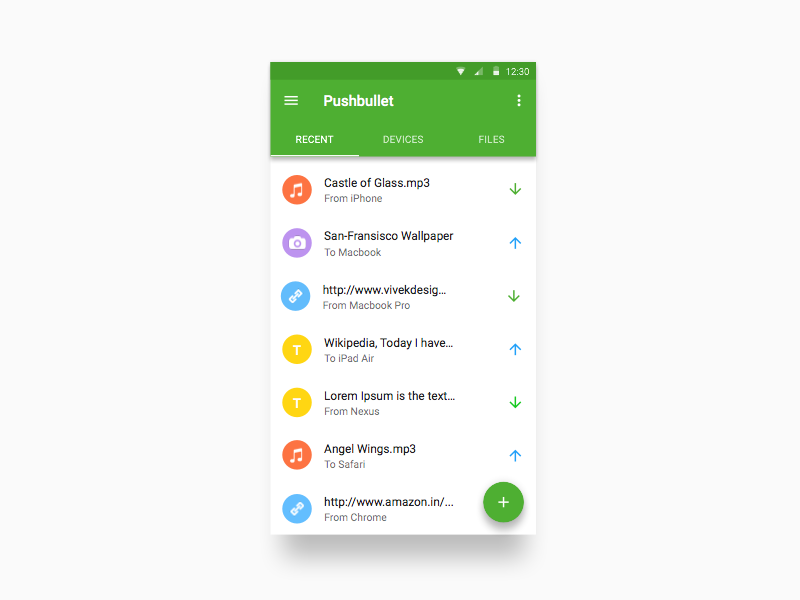 12:30
Pushbullet
RECENT DEVICES FILES
Castle of Glass.mp3
From iPhone
San-Fransisco Wallpaper
To Macbook
http://www.vivekdesig...
From Macbook Pro
T
Wikipedia, Today I have...
To iPad Air
T
Lorem Ipsum is the text...
From Nexus
Angel Wings.mp3
To Safari
http://www.amazon.in/...
From Chrome